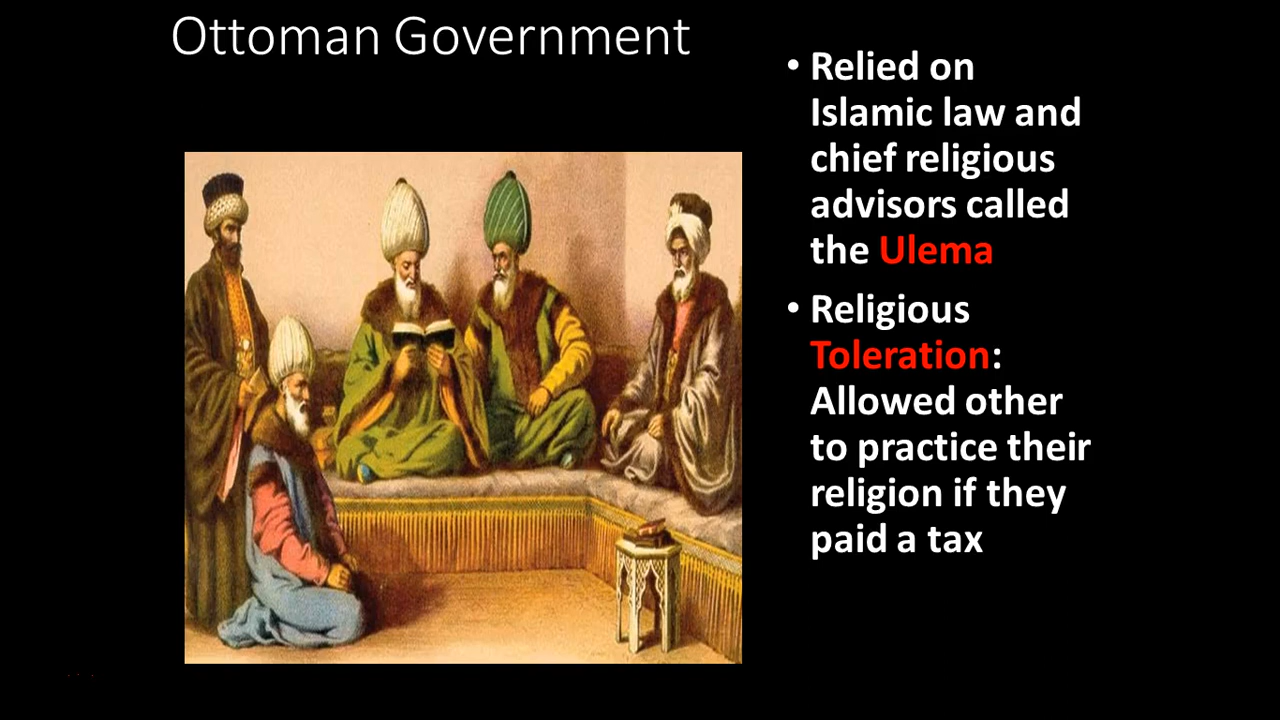 Ottoman Government
• Relied on
Islamic law and
chief religious
advisors called
the Ulema
• Religious
Toleration:
Allowed other
to practice their
religion if they
paid a tax